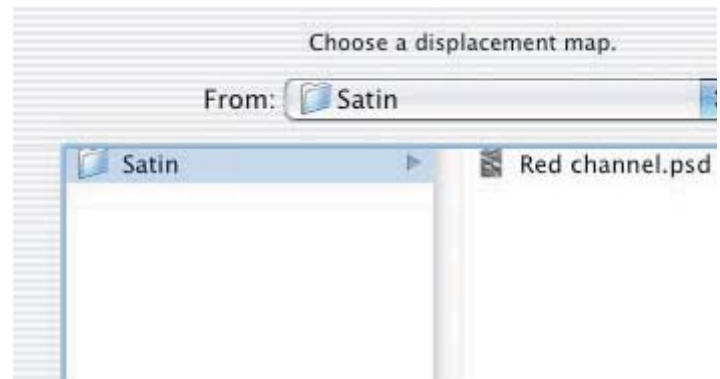 Choose a displacement map.
From: Satin
Satin
Red channel.psd